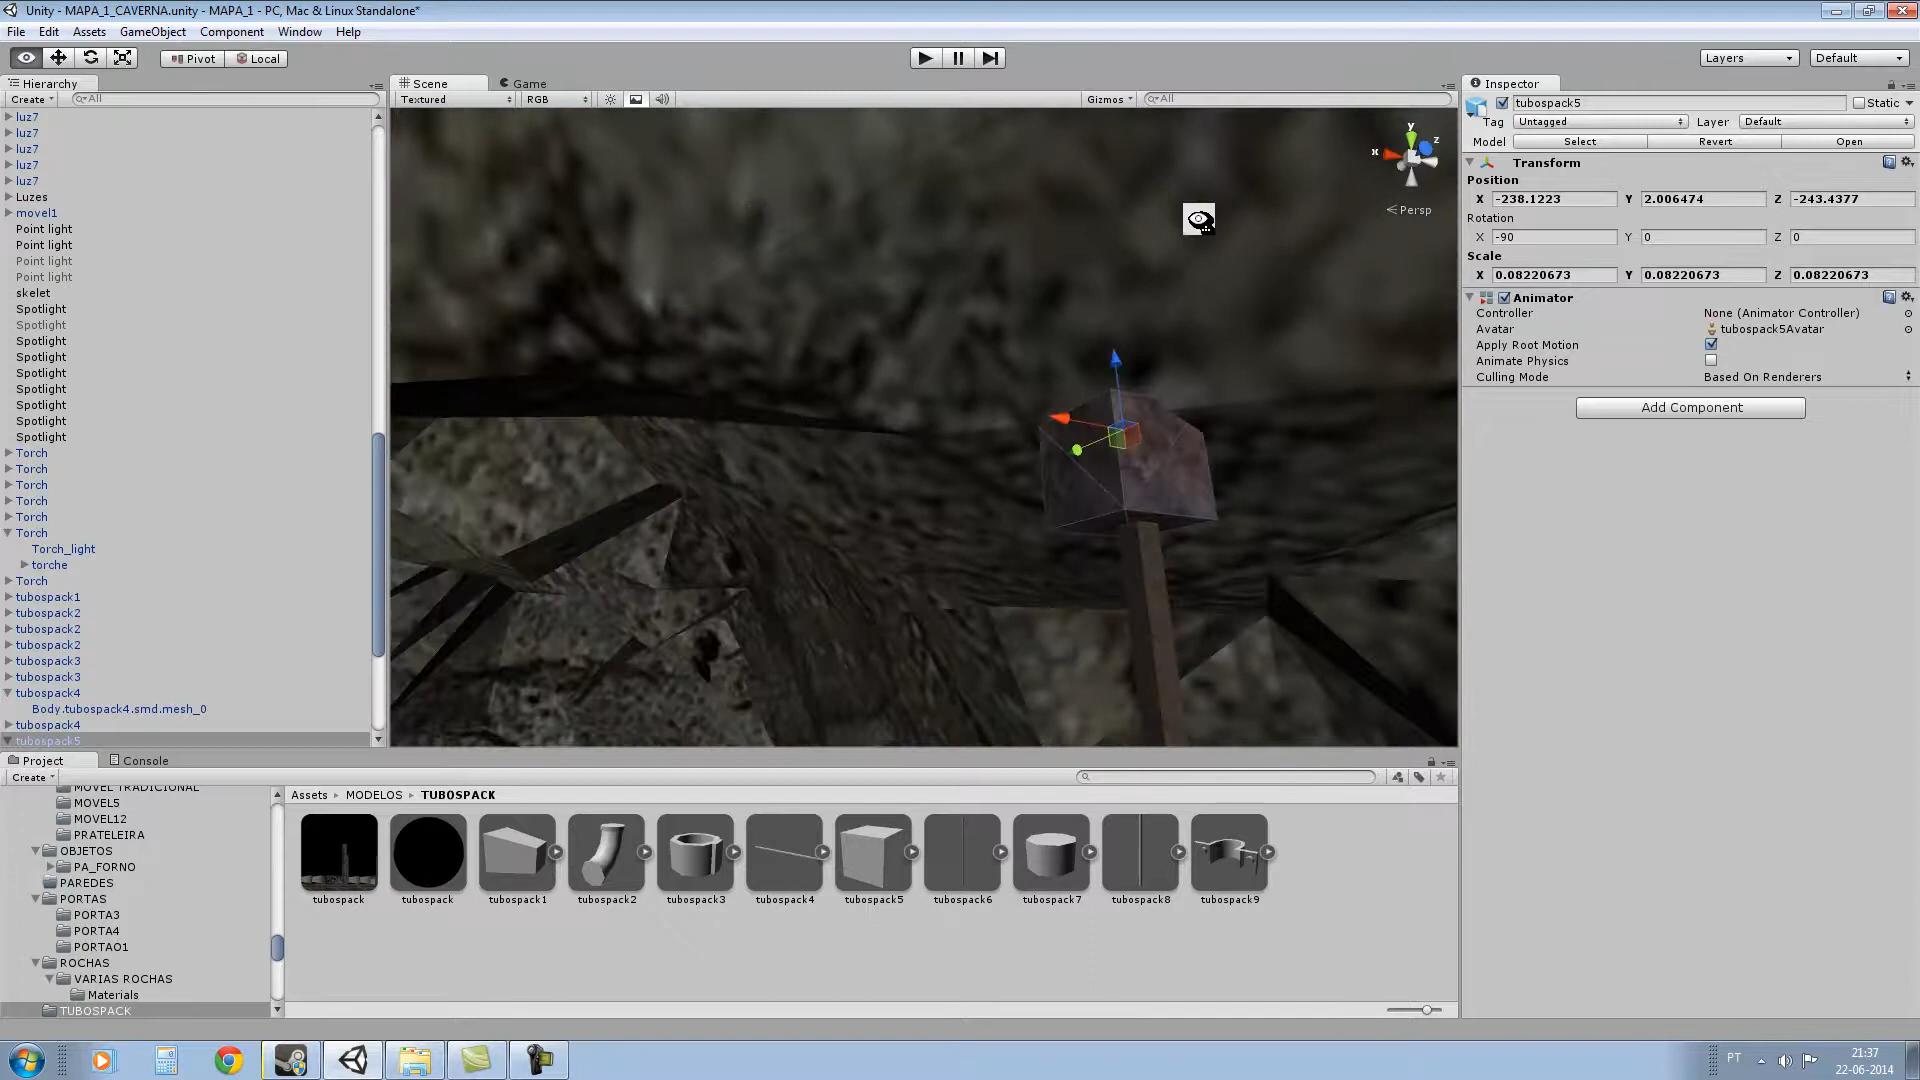 Unity - MAPA_1_CAVERNA.unity - MAPA_1 - PC, Mac & Linux Standalone*
File Edit Assets GameObject Component Window Help
Pivot Local Layers Default
Hierarchy
Create All
luz7
luz7
luz7
luz7
luz7
Luzes
movel1
Point light
Point light
Point light
Point light
skelet
Spotlight
Spotlight
Spotlight
Spotlight
Spotlight
Spotlight
Spotlight
Spotlight
Spotlight
Torch
Torch
Torch
Torch
Torch
Torch
Torch_light
torche
Torch
tubospack1
tubospack2
tubospack2
tubospack2
tubospack3
tubospack3
tubospack4
Body.tubospack4.smd.mesh_0
tubospack4
tubospack5
Scene Game
Textured RGB Gizmos All
y
x z
Persp
Inspector
tubospack5 Static
Tag Untagged Layer Default
Model Select Revert Open
Transform
Position
X -238.1223 Y 2.006474 Z -243.4377
Rotation
X -90 Y 0 Z 0
Scale
X 0.08220673 Y 0.08220673 Z 0.08220673
Animator
Controller None (Animator Controller)
Avatar tubospack5Avatar
Apply Root Motion
Animate Physics
Culling Mode Based On Renderers
Add Component
Project Console
Create
MOVEL TRADICIONAL
MOVEL5
MOVEL12
PRATELEIRA
OBJETOS
PA_FORNO
PAREDES
PORTAS
PORTA3
PORTA4
PORTAO1
ROCHAS
VARIAS ROCHAS
Materials
TUBOSPACK
Assets MODELOS TUBOSPACK
tubospack tubospack tubospack1 tubospack2 tubospack3 tubospack4 tubospack5 tubospack6 tubospack7 tubospack8 tubospack9
PT
21:37
22-06-2014